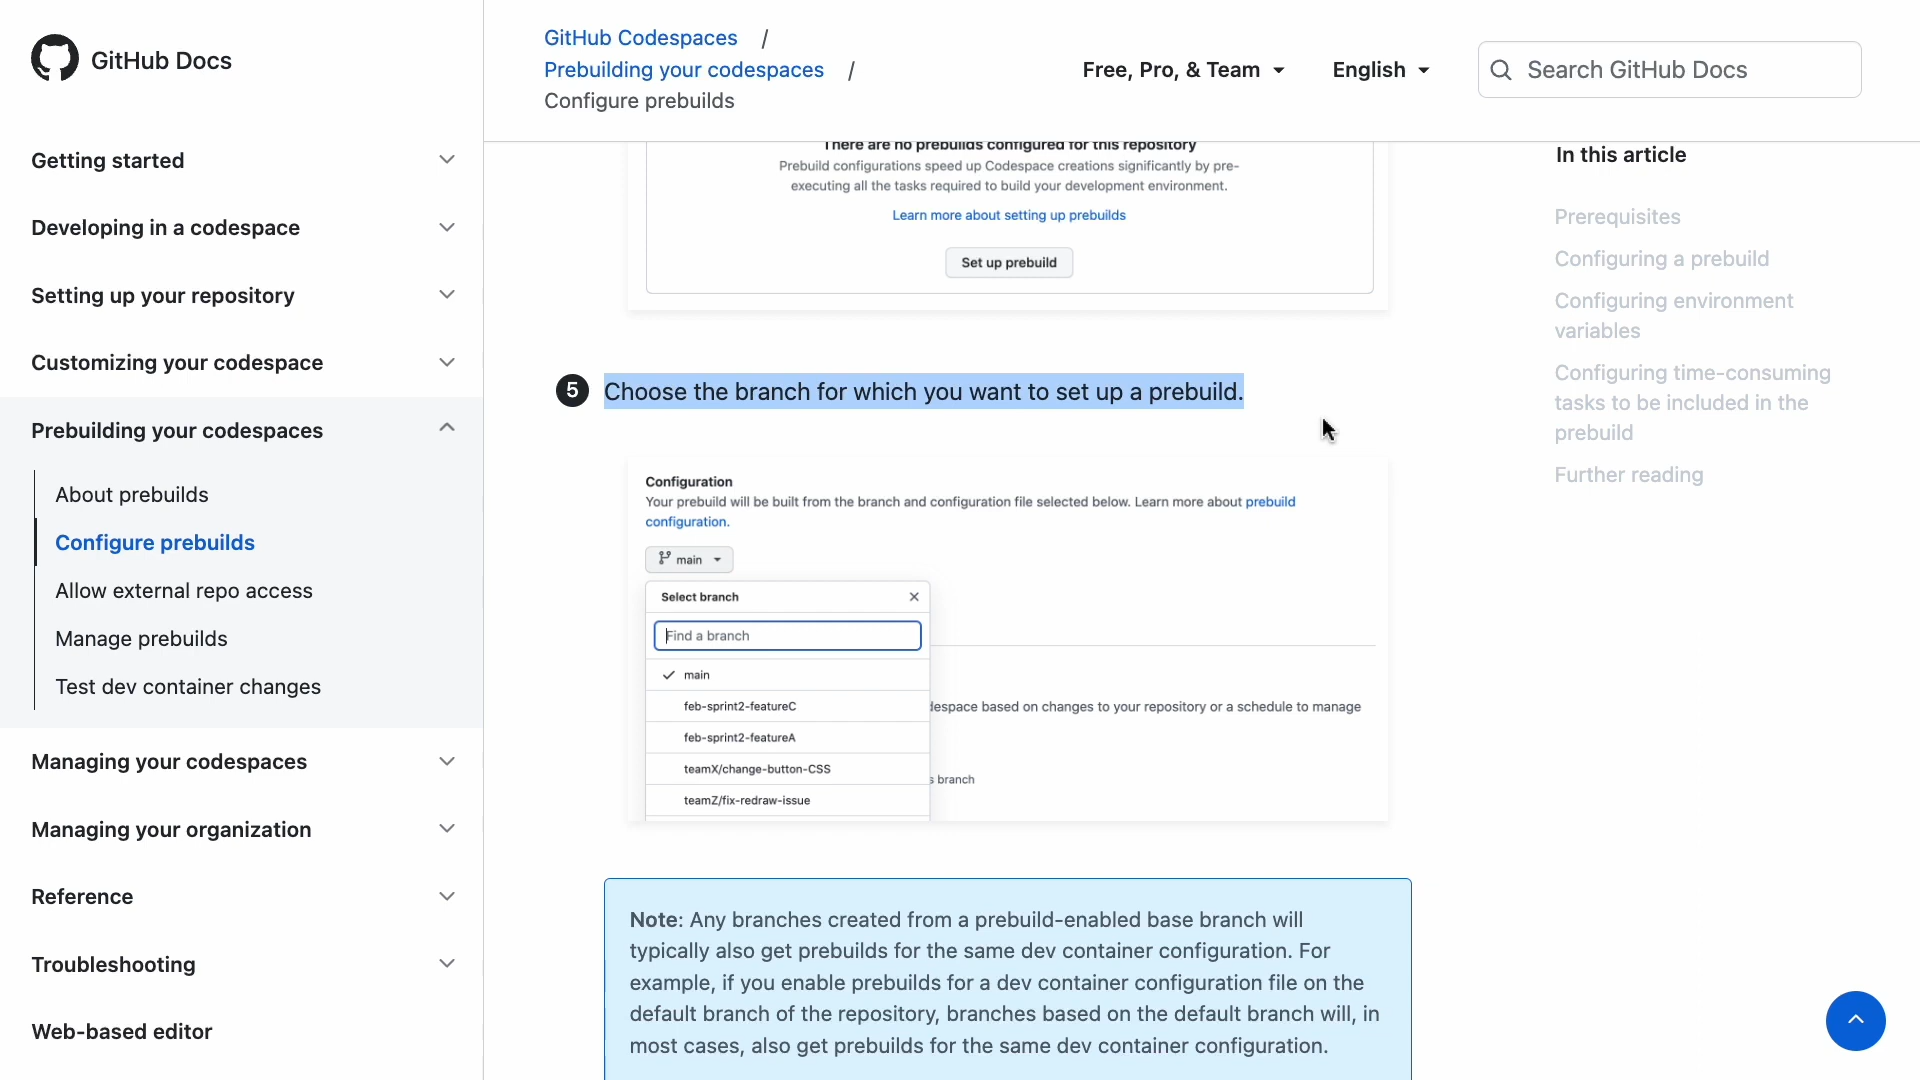 GitHub Docs
GitHub Codespaces /
Prebuilding your codespaces /
Configure prebuilds
Free, Pro, & Team
English
Search GitHub Docs
Getting started
Developing in a codespace
Setting up your repository
Customizing your codespace
Prebuilding your codespaces
About prebuilds
Configure prebuilds
Allow external repo access
Manage prebuilds
Test dev container changes
Managing your codespaces
Managing your organization
Reference
Troubleshooting
Web-based editor
There are no prebuilds configured for this repository
Prebuild configurations speed up Codespace creations significantly by pre-
executing all the tasks required to build your development environment.
Learn more about setting up prebuilds
Set up prebuild
5 Choose the branch for which you want to set up a prebuild.
Configuration
Your prebuild will be built from the branch and configuration file selected below. Learn more about prebuild
configuration.
main
Select branch
Find a branch
main
feb-sprint2-featureC
espace based on changes to your repository or a schedule to manage
feb-sprint2-featureA
teamX/change-button-CSS
s branch
teamZ/fix-redraw-issue
Note: Any branches created from a prebuild-enabled base branch will
typically also get prebuilds for the same dev container configuration. For
example, if you enable prebuilds for a dev container configuration file on the
default branch of the repository, branches based on the default branch will, in
most cases, also get prebuilds for the same dev container configuration.
In this article
Prerequisites
Configuring a prebuild
Configuring environment
variables
Configuring time-consuming
tasks to be included in the
prebuild
Further reading